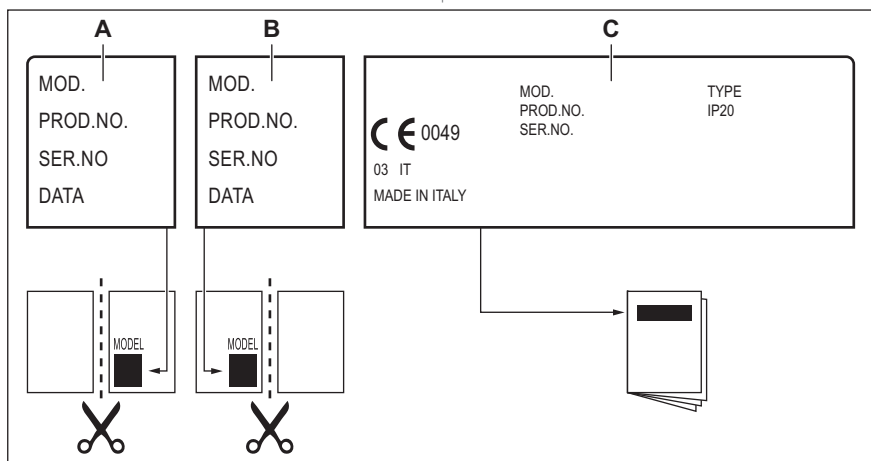 A
B
C
MOD.
PROD.NO.
SER.NO
DATA
MOD.
PROD.NO.
SER.NO
DATA
MOD.
PROD.NO.
SER.NO.
TYPE
IP20
CE 0049
03 IT
MADE IN ITALY
MODEL
MODEL